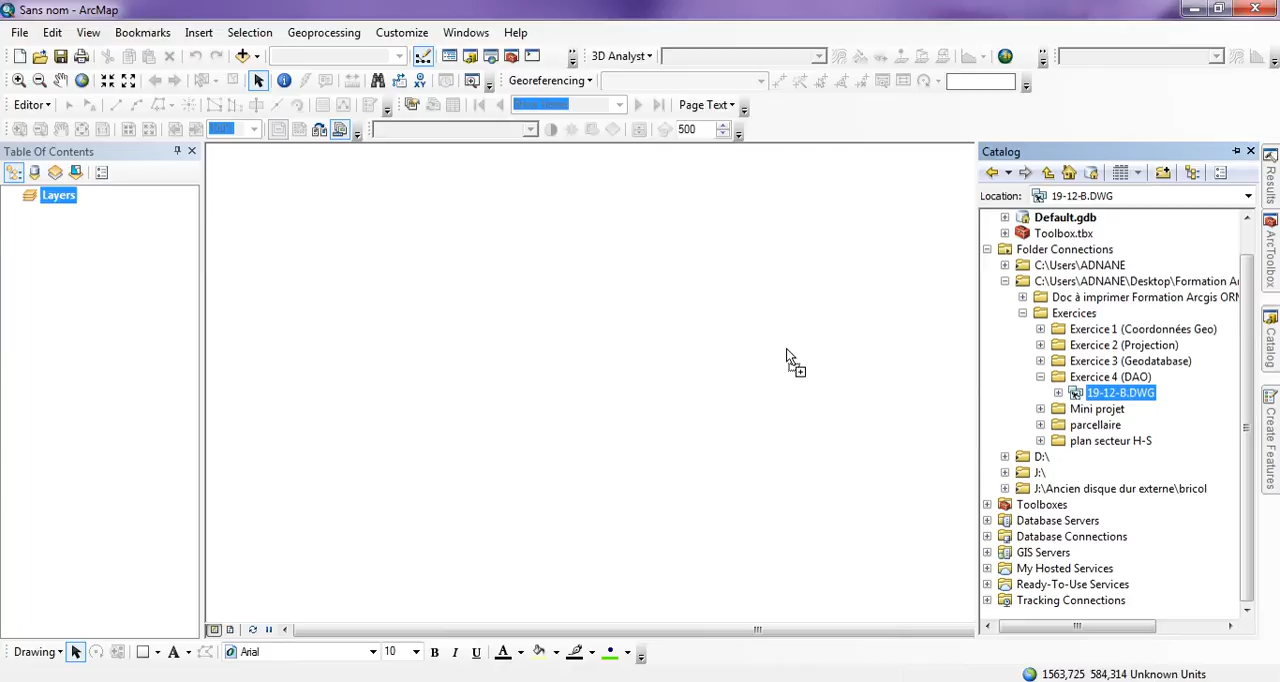 Sans nom - ArcMap
File Edit View Bookmarks Insert Selection Geoprocessing Customize Windows Help
3D Analyst
Georeferencing
Editor Page Text
100% 500
Table Of Contents
Layers
Catalog
Location: 19-12-B.DWG
Default.gdb
Toolbox.tbx
Folder Connections
C:\Users\ADNANE
C:\Users\ADNANE\Desktop\Formation Ar
Doc à imprimer Formation Arcgis ORM
Exercices
Exercice 1 (Coordonnées Geo)
Exercice 2 (Projection)
Exercice 3 (Geodatabase)
Exercice 4 (DAO)
19-12-B.DWG
Mini projet
parcellaire
plan secteur H-S
D:\
J:\
J:\Ancien disque dur externe\bricol
Toolboxes
Database Servers
Database Connections
GIS Servers
My Hosted Services
Ready-To-Use Services
Tracking Connections
Results
ArcToolbox
Catalog
Create Features
Drawing A Arial 10 B I U A
1563,725 584,314 Unknown Units